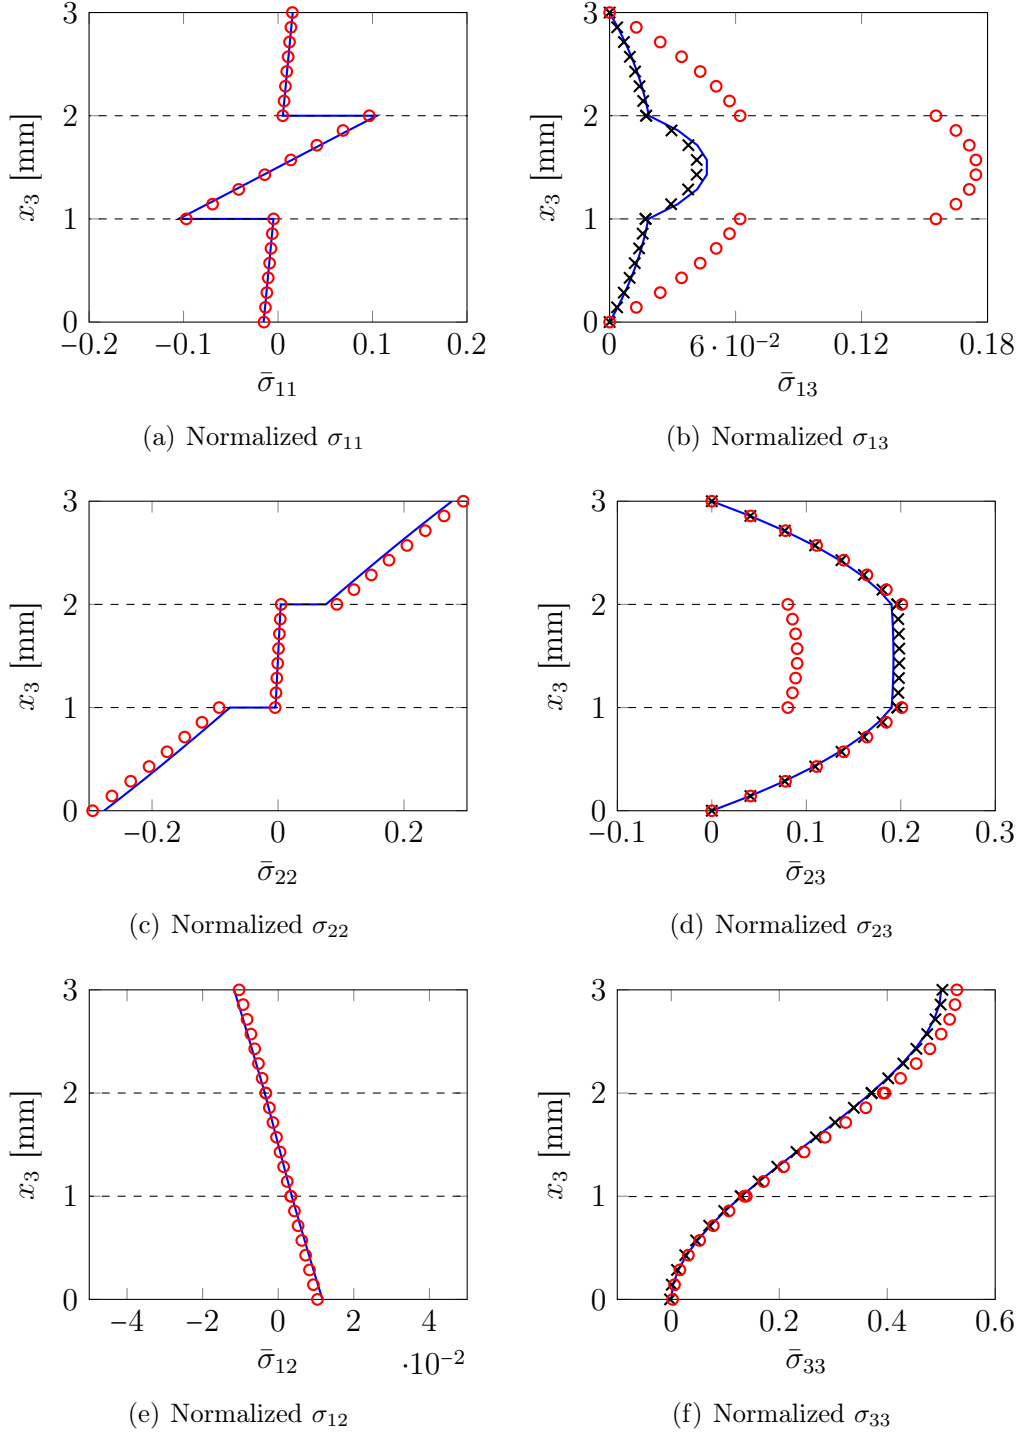 3
2
1
0
x₃ [mm]
−0.2 −0.1 0 0.1 0.2
σ̄₁₁
(a) Normalized σ₁₁
3
2
1
0
x₃ [mm]
0 6·10⁻² 0.12 0.18
σ̄₁₃
(b) Normalized σ₁₃
3
2
1
0
x₃ [mm]
−0.2 0 0.2
σ̄₂₂
(c) Normalized σ₂₂
3
2
1
0
x₃ [mm]
−0.1 0 0.1 0.2 0.3
σ̄₂₃
(d) Normalized σ₂₃
3
2
1
0
x₃ [mm]
−4 −2 0 2 4
·10⁻²
σ̄₁₂
(e) Normalized σ₁₂
3
2
1
0
x₃ [mm]
0 0.2 0.4 0.6
σ̄₃₃
(f) Normalized σ₃₃